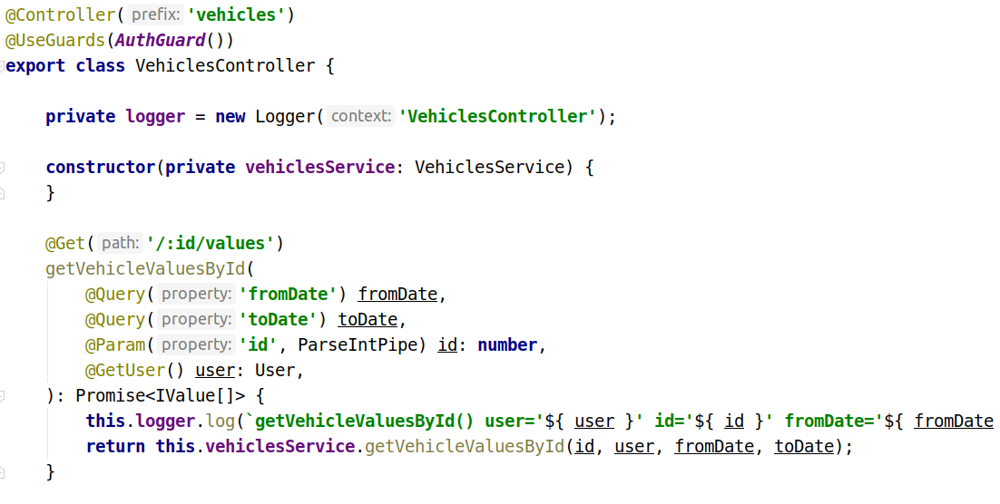 @Controller( prefix: 'vehicles')
@UseGuards(AuthGuard())
export class VehiclesController {
private logger = new Logger( context: 'VehiclesController');
constructor(private vehiclesService: VehiclesService) {
}
@Get( path: '/:id/values')
getVehicleValuesById(
@Query( property: 'fromDate') fromDate,
@Query( property: 'toDate') toDate,
@Param( property: 'id', ParseIntPipe) id: number,
@GetUser() user: User,
): Promise<IValue[]> {
this.logger.log(`getVehicleValuesById() user='${ user }' id='${ id }' fromDate='${ fromDate
return this.vehiclesService.getVehicleValuesById(id, user, fromDate, toDate);
}